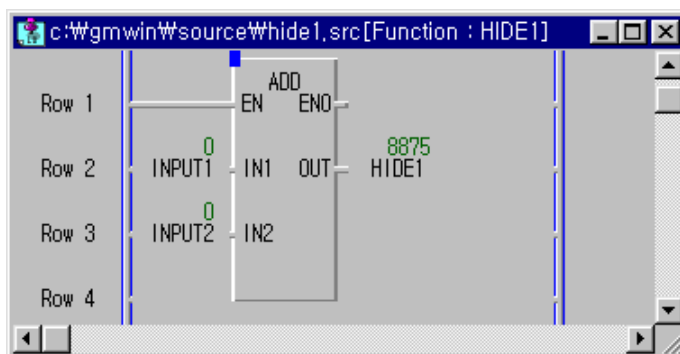 c:₩gmwin₩source₩hide1,src[Function : HIDE1]
ADD
Row 1 EN ENO
0 8875
Row 2 INPUT1 IN1 OUT HIDE1
0
Row 3 INPUT2 IN2
Row 4